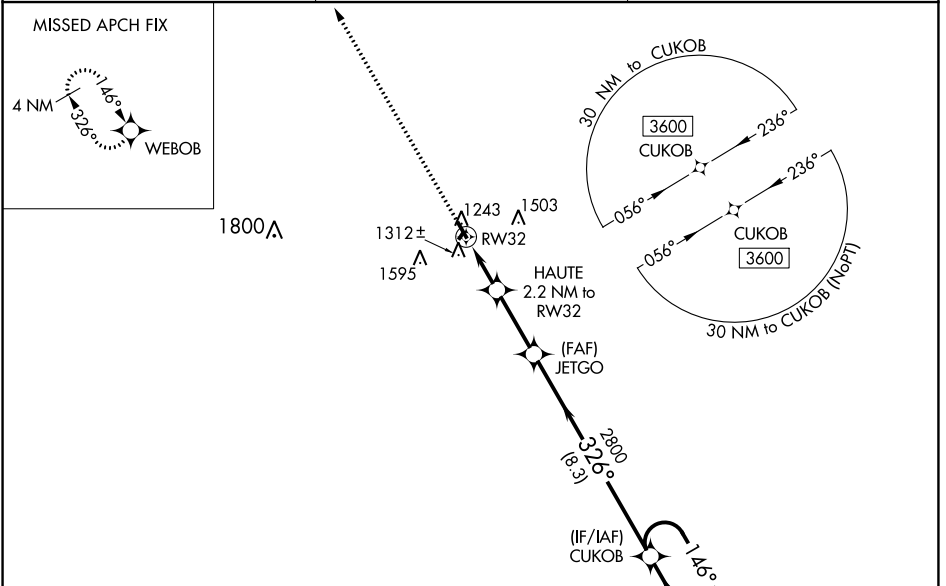 MISSED APCH FIX
146°
4 NM
326°
WEBOB
30 NM to CUKOB
3600
CUKOB
236°
056°
236°
056°
CUKOB
3600
30 NM to CUKOB (NoPT)
1800
1243
1503
1312±
RW32
1595
HAUTE
2.2 NM to
RW32
(FAF)
JETGO
2800
326°
(8.3)
(IF/IAF)
CUKOB
146°